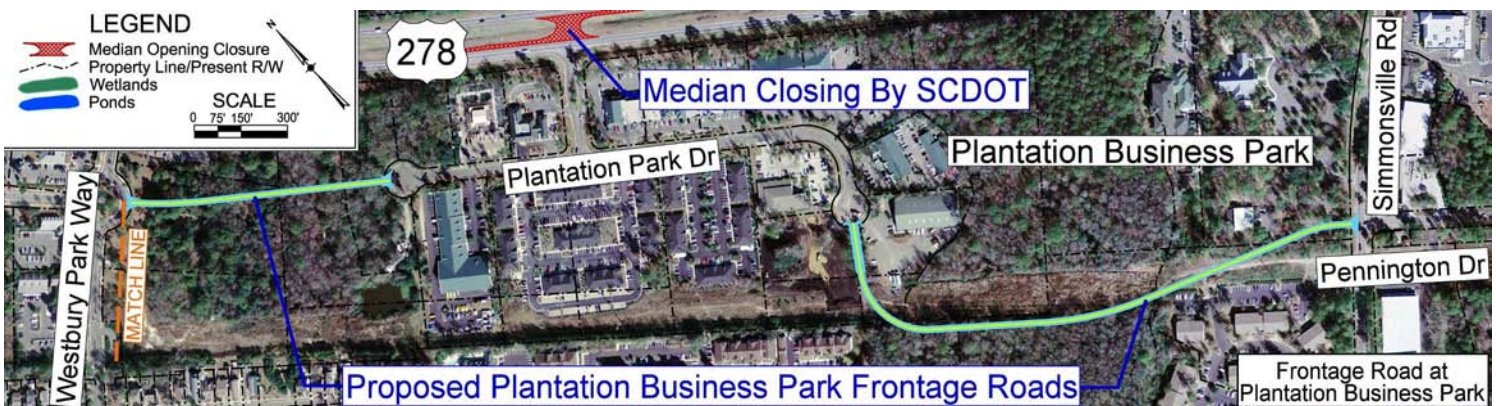 LEGEND
Median Opening Closure
Property Line/Present R/W
Wetlands
Ponds
SCALE
0 75' 150' 300'
278
Median Closing By SCDOT
Simmonsville Rd
Plantation Park Dr
Plantation Business Park
Westbury Park Way
MATCH LINE
Pennington Dr
Proposed Plantation Business Park Frontage Roads
Frontage Road at
Plantation Business Park